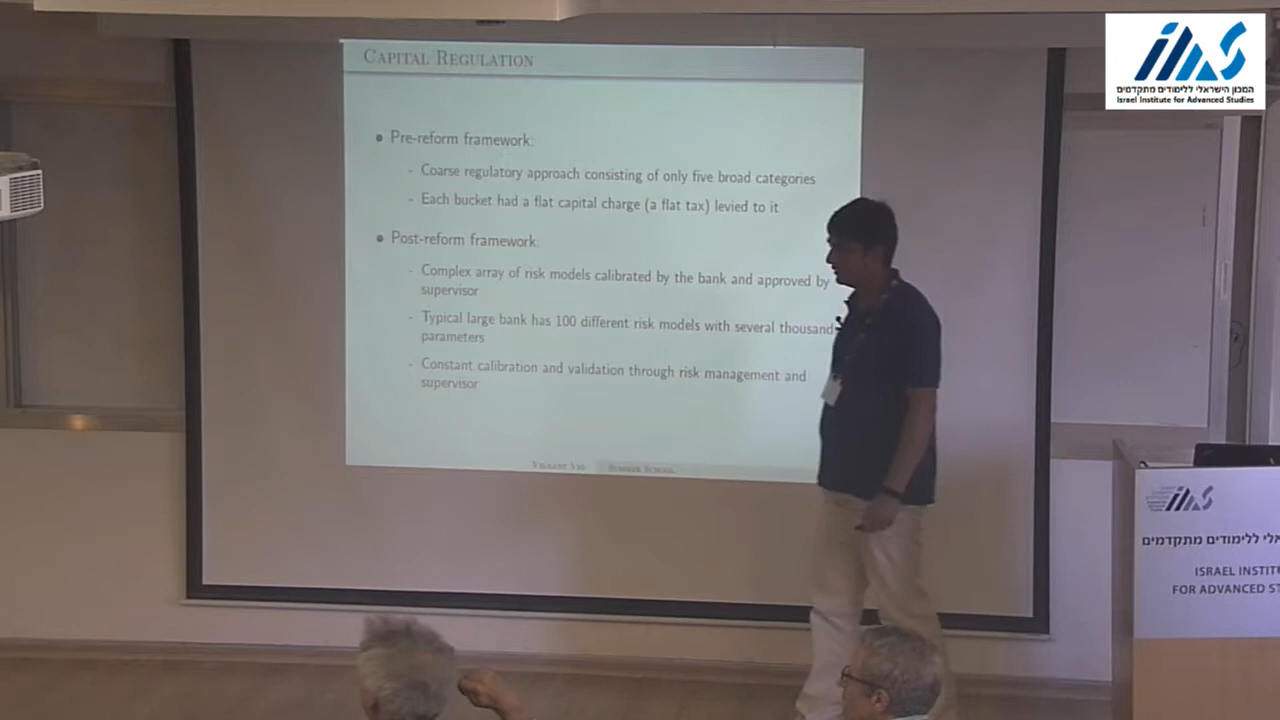 CAPITAL REGULATION
• Pre-reform framework:
- Coarse regulatory approach consisting of only five broad categories
- Each bucket had a flat capital charge (a flat tax) levied to it
• Post-reform framework:
- Complex array of risk models calibrated by the bank and approved by
supervisor
- Typical large bank has 100 different risk models with several thousand
parameters
- Constant calibration and validation through risk management and
supervisor
VIKRANT VIG SUMMER SCHOOL
המכון הישראלי ללימודים מתקדמים
Israel Institute for Advanced Studies
ללימודים מתקדמים
ISRAEL
FOR ADVANCED